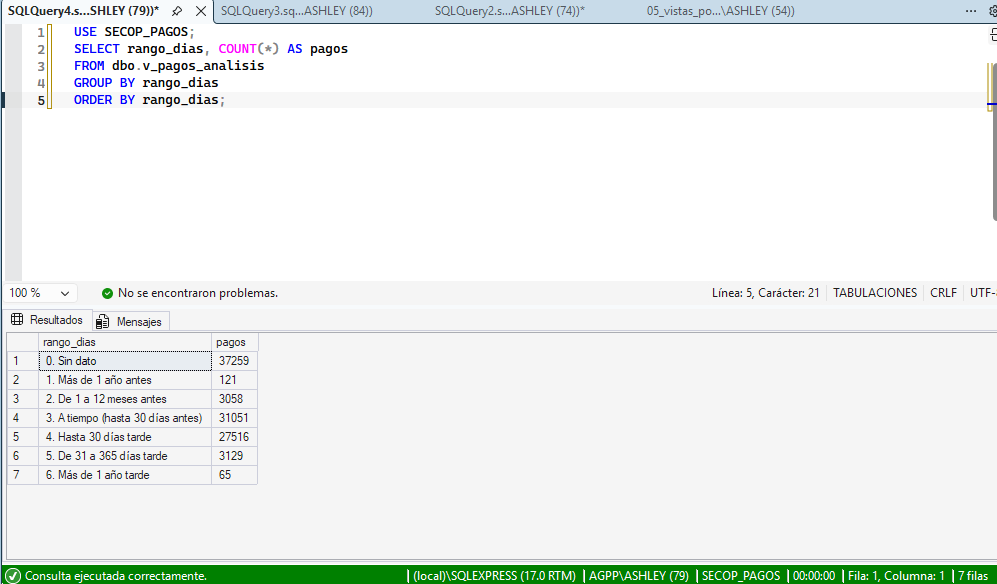 SQLQuery4.s...SHLEY (79))* SQLQuery3.sq...ASHLEY (84)) SQLQuery2.s...ASHLEY (74))* 05_vistas_po...\ASHLEY (54))
1 USE SECOP_PAGOS;
2 SELECT rango_dias, COUNT(*) AS pagos
3 FROM dbo.v_pagos_analisis
4 GROUP BY rango_dias
5 ORDER BY rango_dias;
100 % No se encontraron problemas. Línea: 5, Carácter: 21 TABULACIONES CRLF UTF-
Resultados Mensajes
rango_dias pagos
1 0. Sin dato 37259
2 1. Más de 1 año antes 121
3 2. De 1 a 12 meses antes 3058
4 3. A tiempo (hasta 30 días antes) 31051
5 4. Hasta 30 días tarde 27516
6 5. De 31 a 365 días tarde 3129
7 6. Más de 1 año tarde 65
Consulta ejecutada correctamente. (local)\SQLEXPRESS (17.0 RTM) AGPP\ASHLEY (79) SECOP_PAGOS 00:00:00 Fila: 1, Columna: 1 7 filas